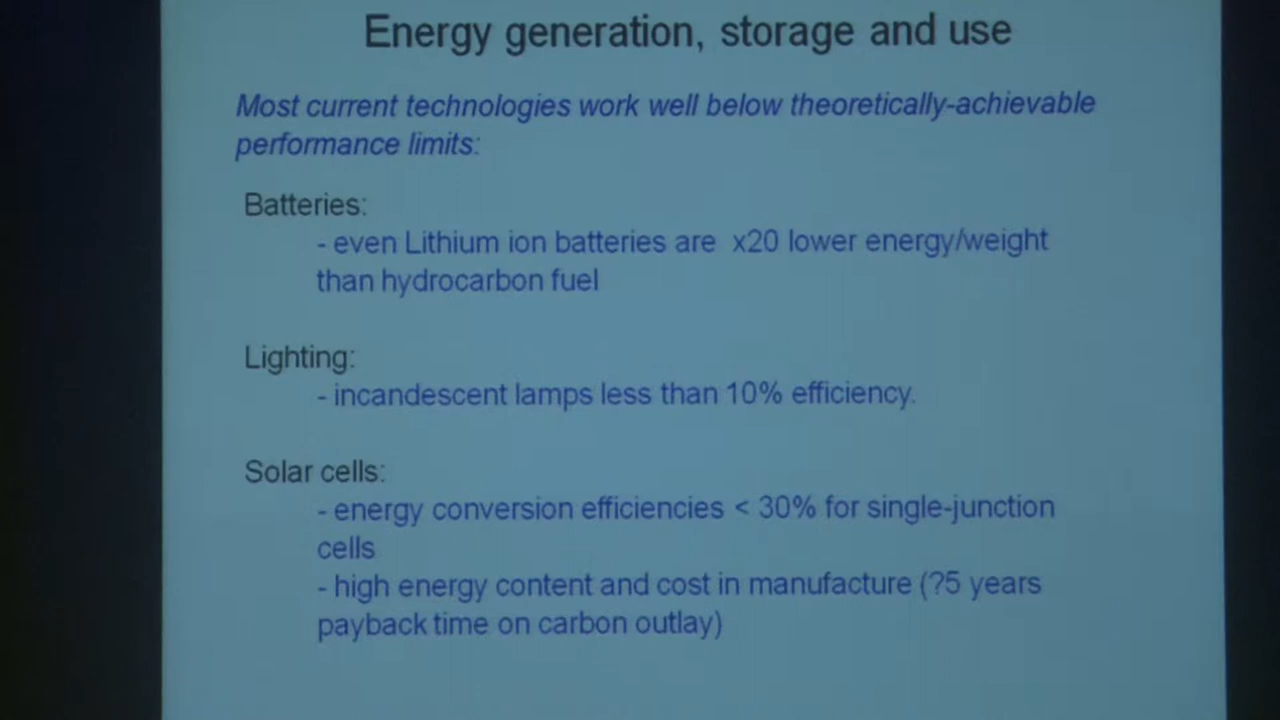 Energy generation, storage and use
Most current technologies work well below theoretically-achievable
performance limits:
Batteries:
- even Lithium ion batteries are x20 lower energy/weight
than hydrocarbon fuel
Lighting:
- incandescent lamps less than 10% efficiency.
Solar cells:
- energy conversion efficiencies < 30% for single-junction
cells
- high energy content and cost in manufacture (?5 years
payback time on carbon outlay)